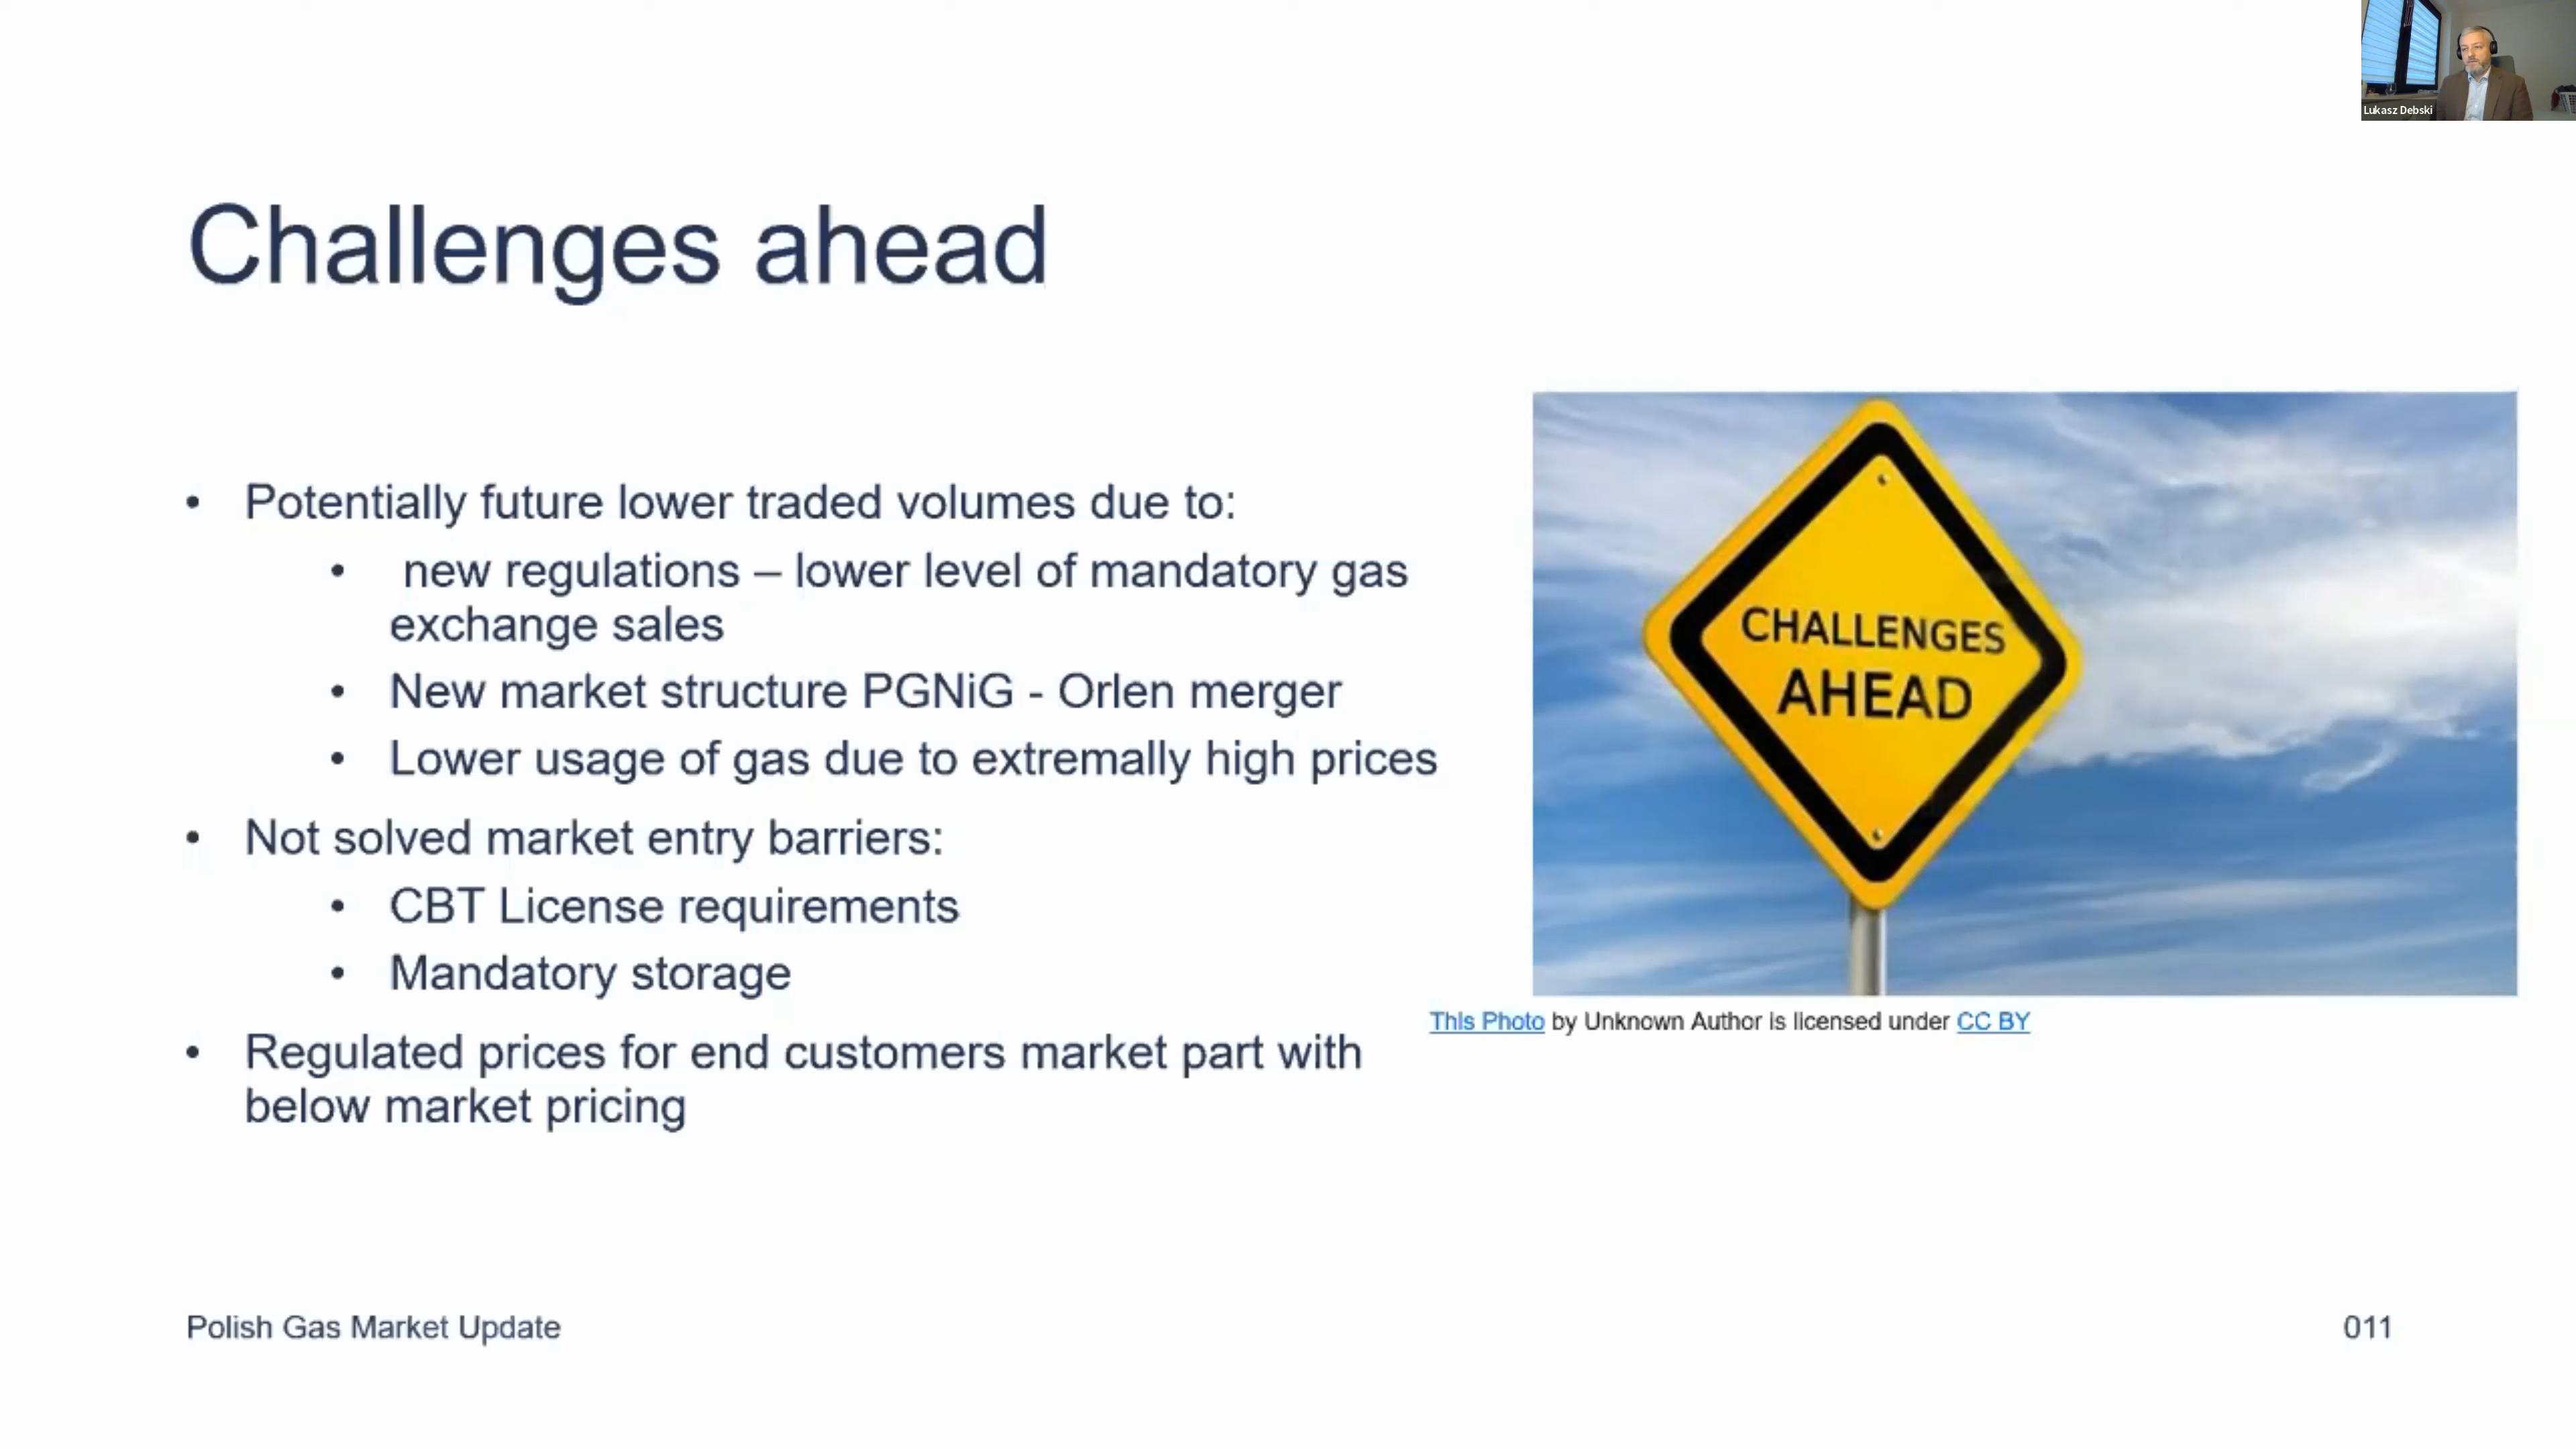 Lukasz Debski
Challenges ahead
• Potentially future lower traded volumes due to:
• new regulations – lower level of mandatory gas
exchange sales
• New market structure PGNiG - Orlen merger
• Lower usage of gas due to extremally high prices
• Not solved market entry barriers:
• CBT License requirements
• Mandatory storage
• Regulated prices for end customers market part with
below market pricing
CHALLENGES
AHEAD
This Photo by Unknown Author is licensed under CC BY
Polish Gas Market Update
011